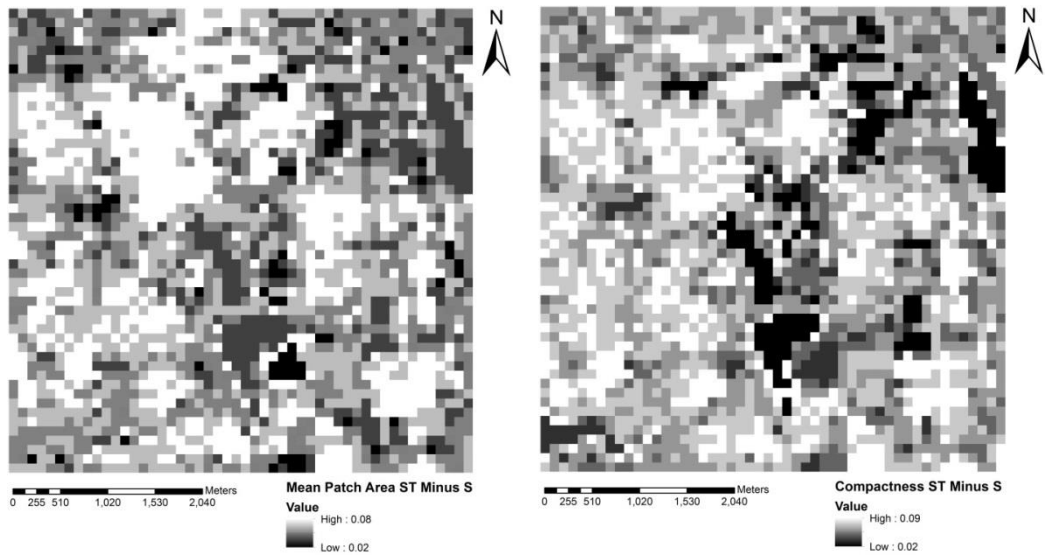 N
N
Meters
0 255 510 1,020 1,530 2,040
Mean Patch Area ST Minus S
Value
High : 0.08
Low : 0.02
Meters
0 255 510 1,020 1,530 2,040
Compactness ST Minus S
Value
High : 0.09
Low : 0.02